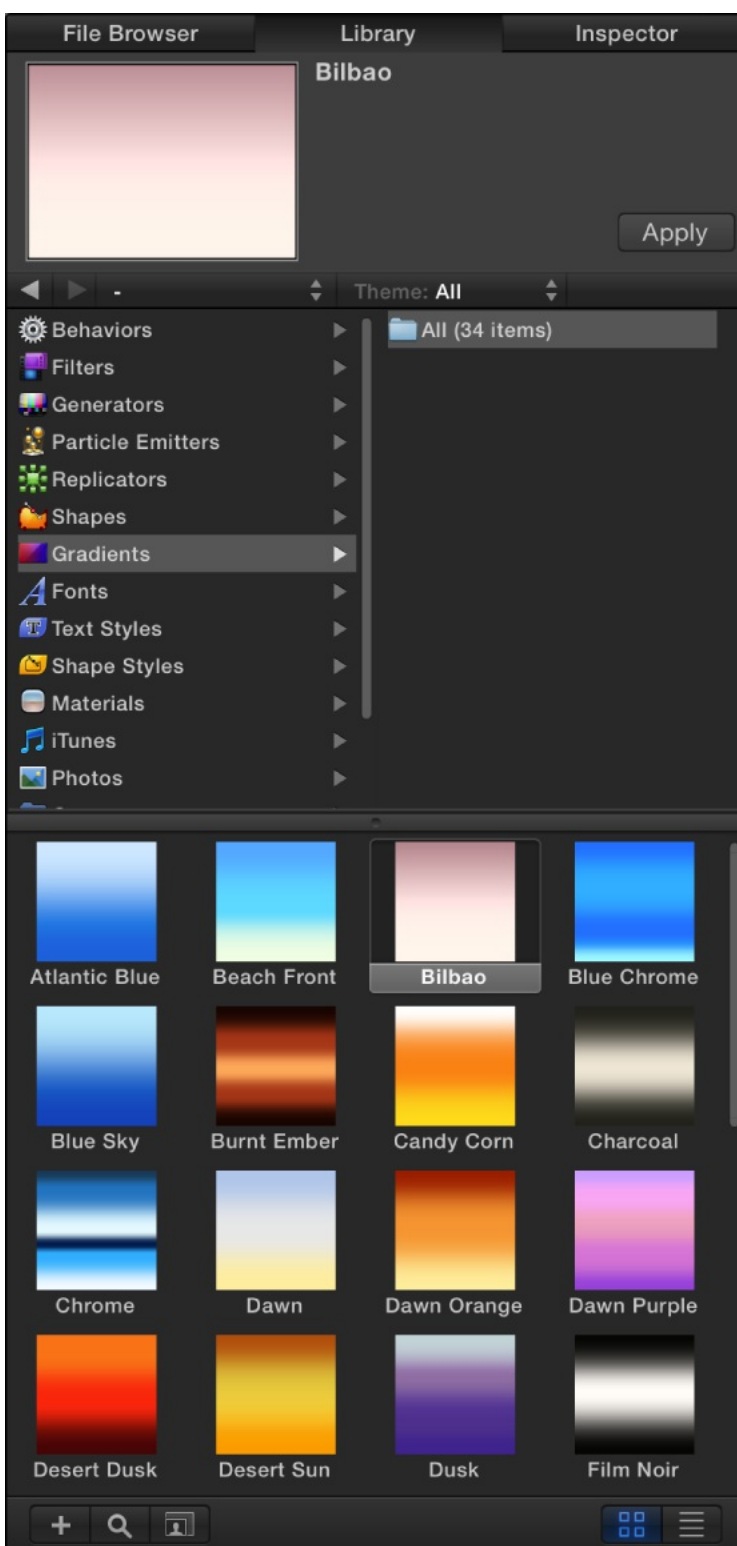 File Browser Library Inspector
Bilbao
Apply
- Theme: All
Behaviors
All (34 items)
Filters
Generators
Particle Emitters
Replicators
Shapes
Gradients
Fonts
Text Styles
Shape Styles
Materials
iTunes
Photos
Atlantic Blue Beach Front Bilbao Blue Chrome
Blue Sky Burnt Ember Candy Corn Charcoal
Chrome Dawn Dawn Orange Dawn Purple
Desert Dusk Desert Sun Dusk Film Noir